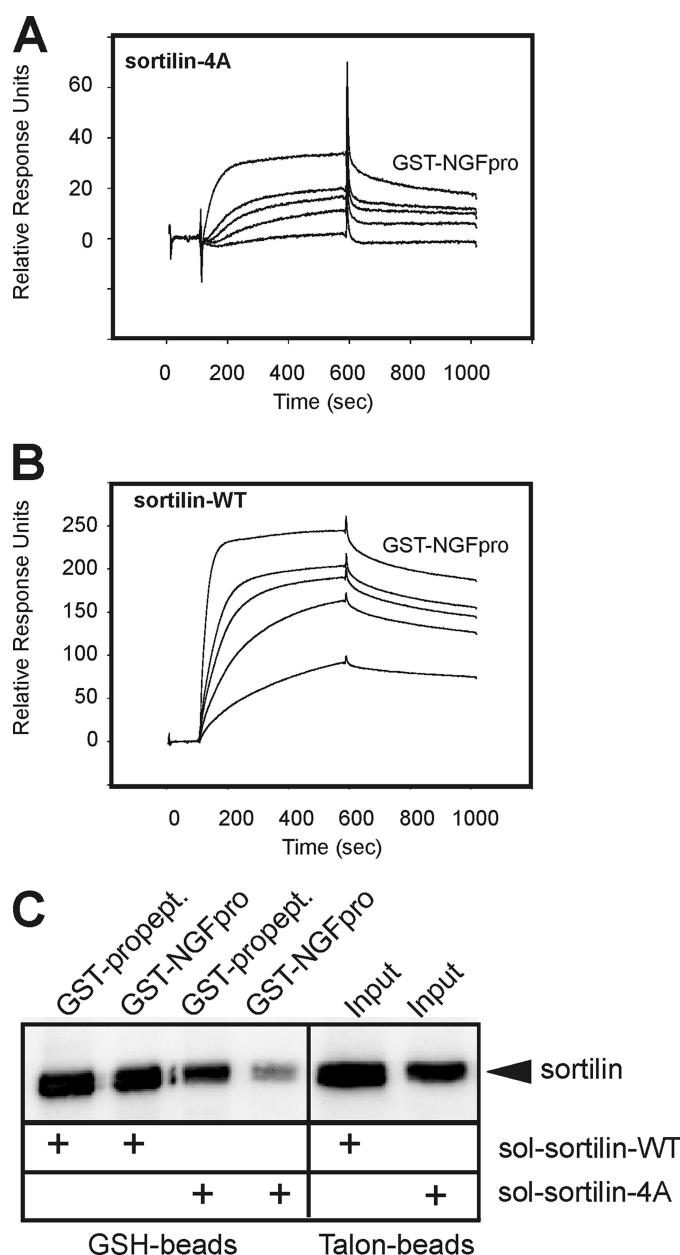 A
sortilin-4A
Relative Response Units
60
40
20
0
GST-NGFpro
0 200 400 600 800 1000
Time (sec)
B
sortilin-WT
Relative Response Units
250
200
150
100
50
0
GST-NGFpro
0 200 400 600 800 1000
Time (sec)
C
GST-propept.
GST-NGFpro
GST-propept.
GST-NGFpro
Input
Input
sortilin
+ + + sol-sortilin-WT
+ + + sol-sortilin-4A
GSH-beads Talon-beads